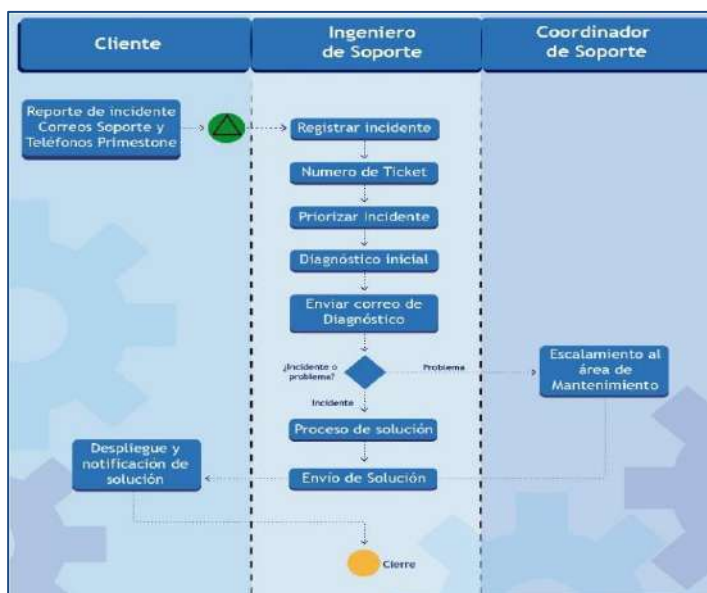 Cliente
Ingeniero
de Soporte
Coordinador
de Soporte
Reporte de incidente
Correos Soporte y
Teléfonos Primestone
Registrar incidente
Numero de Ticket
Priorizar incidente
Diagnóstico inicial
Enviar correo de
Diagnóstico
¿Incidente o
problema?
Problema
Escalamiento al
área de
Mantenimiento
Incidente
Proceso de solución
Despliegue y
notificación de
solución
Envío de Solución
Cierre